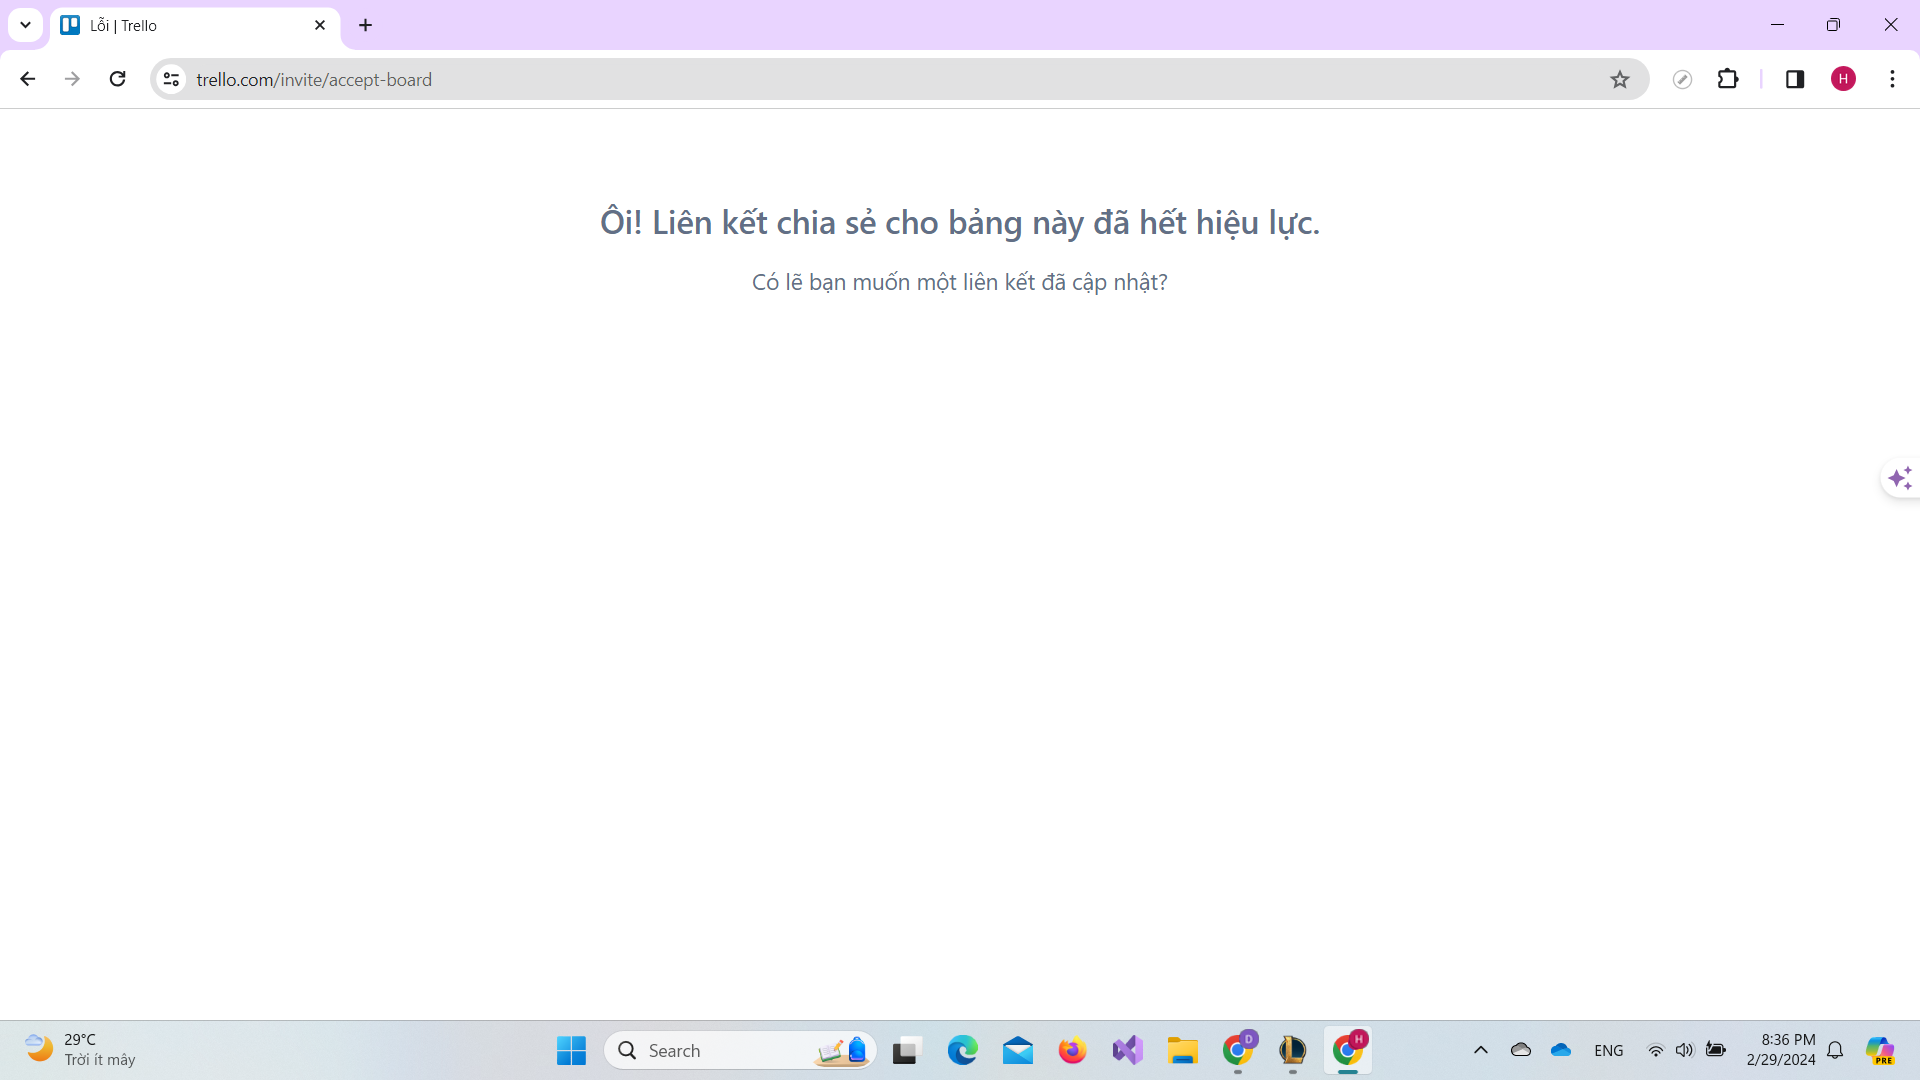 Lỗi | Trello
trello.com/invite/accept-board
H
Ôi! Liên kết chia sẻ cho bảng này đã hết hiệu lực.
Có lẽ bạn muốn một liên kết đã cập nhật?
29°C
Trời ít mây
Search
D
H
ENG
8:36 PM
2/29/2024
PRE